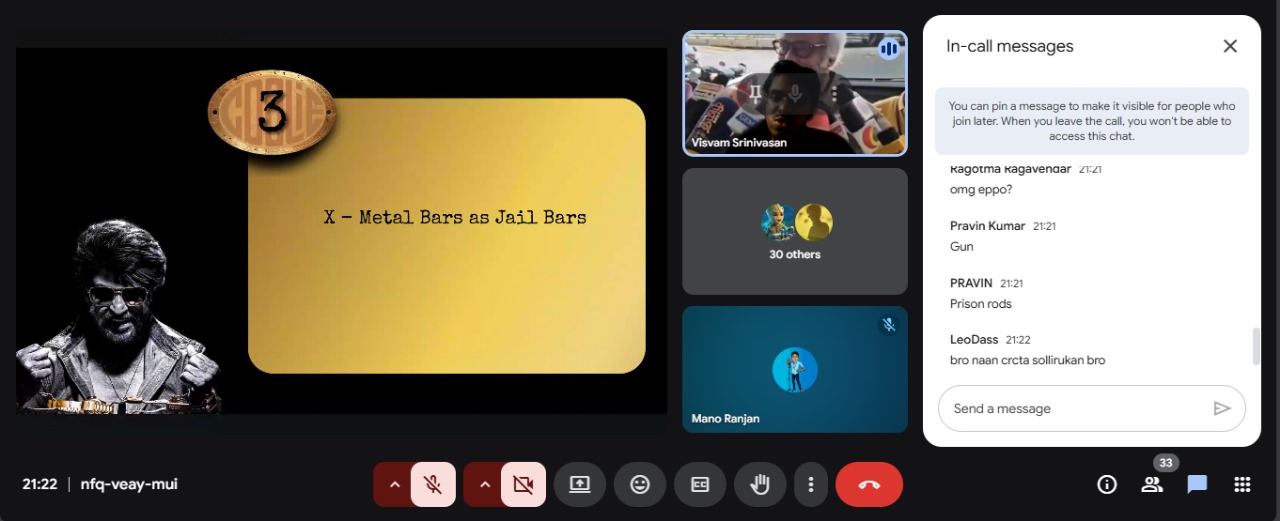 COOLIE
3
X - Metal Bars as Jail Bars
Visvam Srinivasan
30 others
Mano Ranjan
In-call messages
You can pin a message to make it visible for people who
join later. When you leave the call, you won't be able to
access this chat.
Ragotma Ragavendar 21:21
omg eppo?
Pravin Kumar 21:21
Gun
PRAVIN 21:21
Prison rods
LeoDass 21:22
bro naan crcta sollirukan bro
Send a message
21:22 | nfq-veay-mui
CC
33